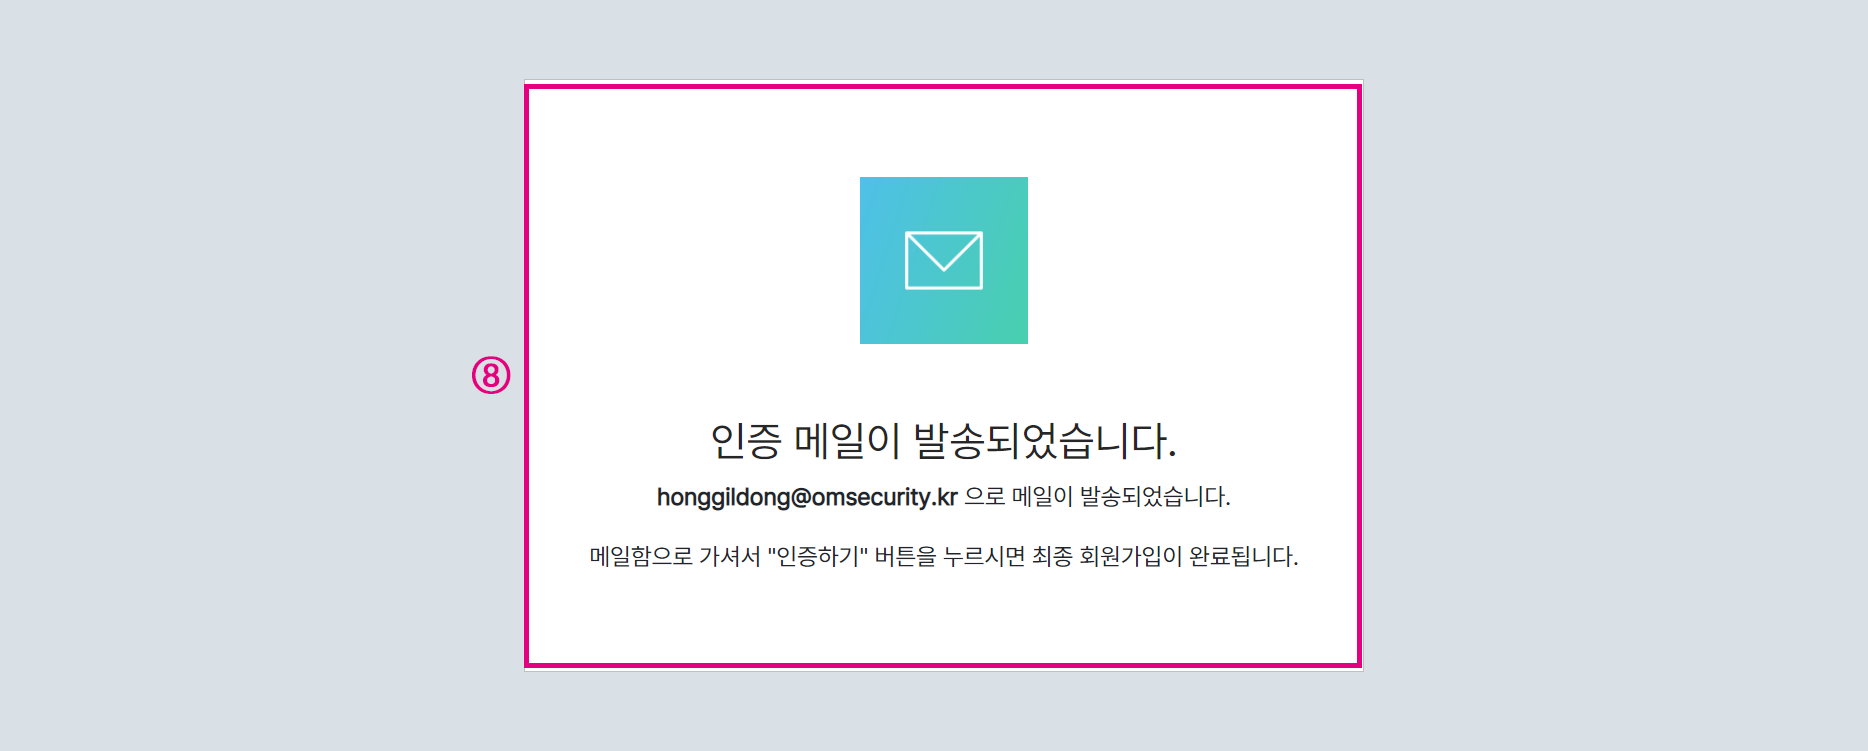 ⑧
인증 메일이 발송되었습니다.
honggildong@omsecurity.kr 으로 메일이 발송되었습니다.
메일함으로 가셔서 "인증하기" 버튼을 누르시면 최종 회원가입이 완료됩니다.